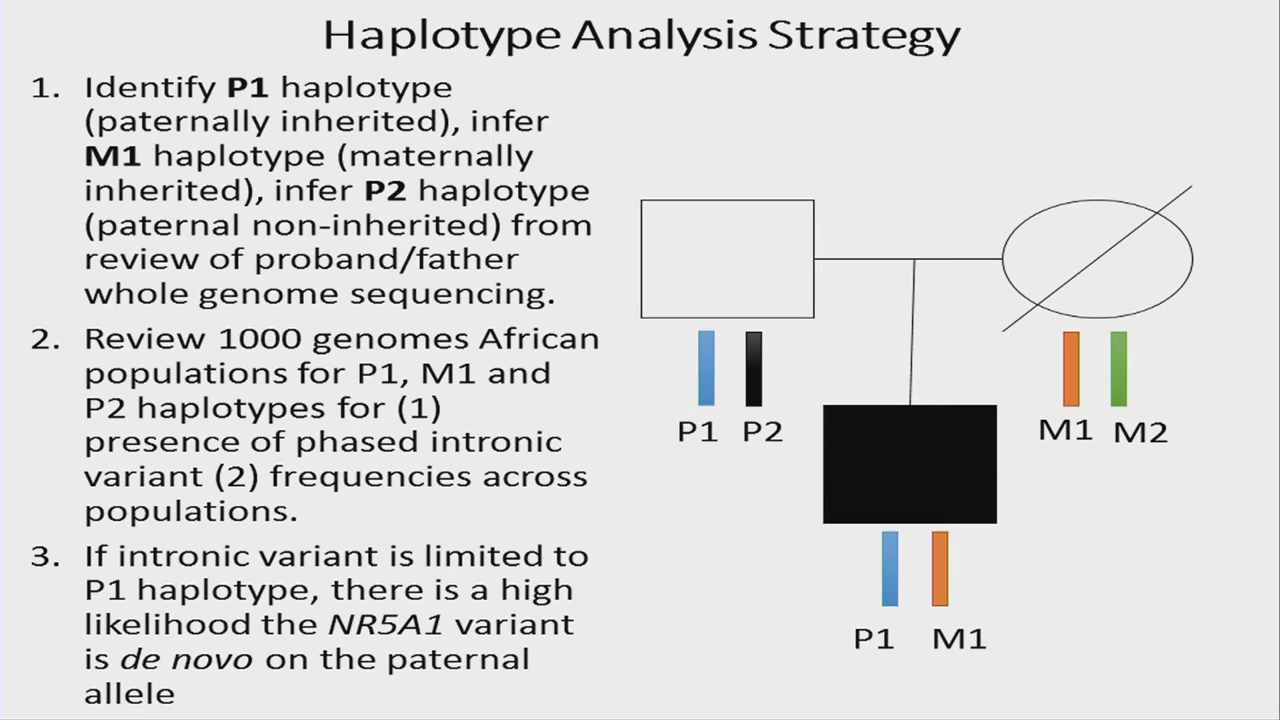 Haplotype Analysis Strategy
1. Identify P1 haplotype
(paternally inherited), infer
M1 haplotype (maternally
inherited), infer P2 haplotype
(paternal non-inherited) from
review of proband/father
whole genome sequencing.
2. Review 1000 genomes African
populations for P1, M1 and
P2 haplotypes for (1)
presence of phased intronic
variant (2) frequencies across
populations.
3. If intronic variant is limited to
P1 haplotype, there is a high
likelihood the NR5A1 variant
is de novo on the paternal
allele
P1 P2
M1 M2
P1 M1